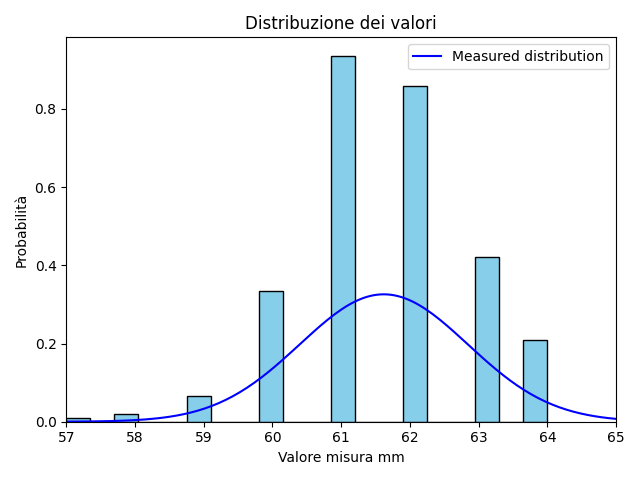 Distribuzione dei valori
Measured distribution
Probabilità
0.8
0.6
0.4
0.2
0.0
57 58 59 60 61 62 63 64 65
Valore misura mm